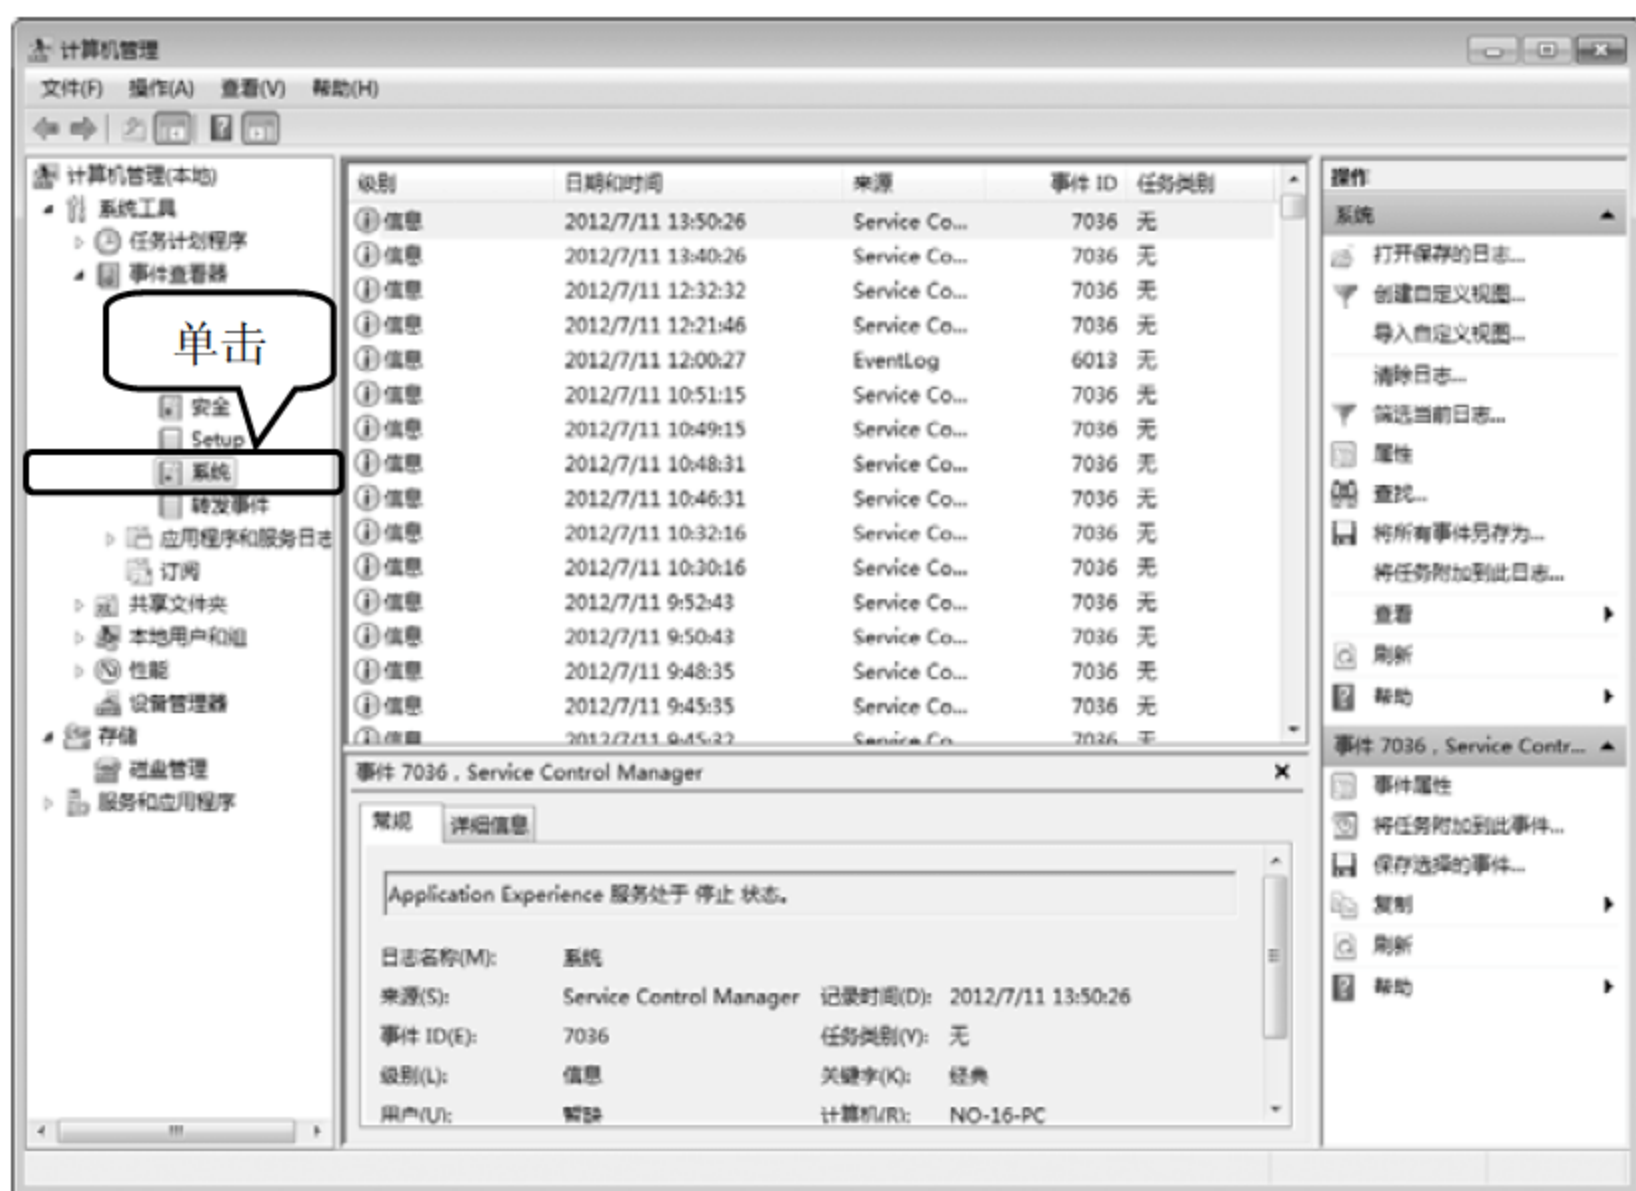 计算机管理
文件(F) 操作(A) 查看(V) 帮助(H)
计算机管理(本地)
系统工具
任务计划程序
事件查看器
单击
安全
Setup
系统
转发事件
应用程序和服务日志
订阅
共享文件夹
本地用户和组
性能
设备管理器
存储
磁盘管理
服务和应用程序
级别 日期和时间 来源 事件 ID 任务类别
信息 2012/7/11 13:50:26 Service Co... 7036 无
信息 2012/7/11 13:40:26 Service Co... 7036 无
信息 2012/7/11 12:32:32 Service Co... 7036 无
信息 2012/7/11 12:21:46 Service Co... 7036 无
信息 2012/7/11 12:00:27 EventLog 6013 无
信息 2012/7/11 10:51:15 Service Co... 7036 无
信息 2012/7/11 10:49:15 Service Co... 7036 无
信息 2012/7/11 10:48:31 Service Co... 7036 无
信息 2012/7/11 10:46:31 Service Co... 7036 无
信息 2012/7/11 10:32:16 Service Co... 7036 无
信息 2012/7/11 10:30:16 Service Co... 7036 无
信息 2012/7/11 9:52:43 Service Co... 7036 无
信息 2012/7/11 9:50:43 Service Co... 7036 无
信息 2012/7/11 9:48:35 Service Co... 7036 无
信息 2012/7/11 9:45:35 Service Co... 7036 无
信息 2012/7/11 9:45:32 Service Co 7036 无
事件 7036，Service Control Manager
常规 详细信息
Application Experience 服务处于 停止 状态。
日志名称(M): 系统
来源(S): Service Control Manager 记录时间(D): 2012/7/11 13:50:26
事件 ID(E): 7036 任务类别(Y): 无
级别(L): 信息 关键字(K): 经典
用户(U): 暂缺 计算机(R): NO-16-PC
操作
系统
打开保存的日志...
创建自定义视图...
导入自定义视图...
清除日志...
筛选当前日志...
属性
查找...
将所有事件另存为...
将任务附加到此日志...
查看
刷新
帮助
事件 7036，Service Contr...
事件属性
将任务附加到此事件...
保存选择的事件...
复制
刷新
帮助